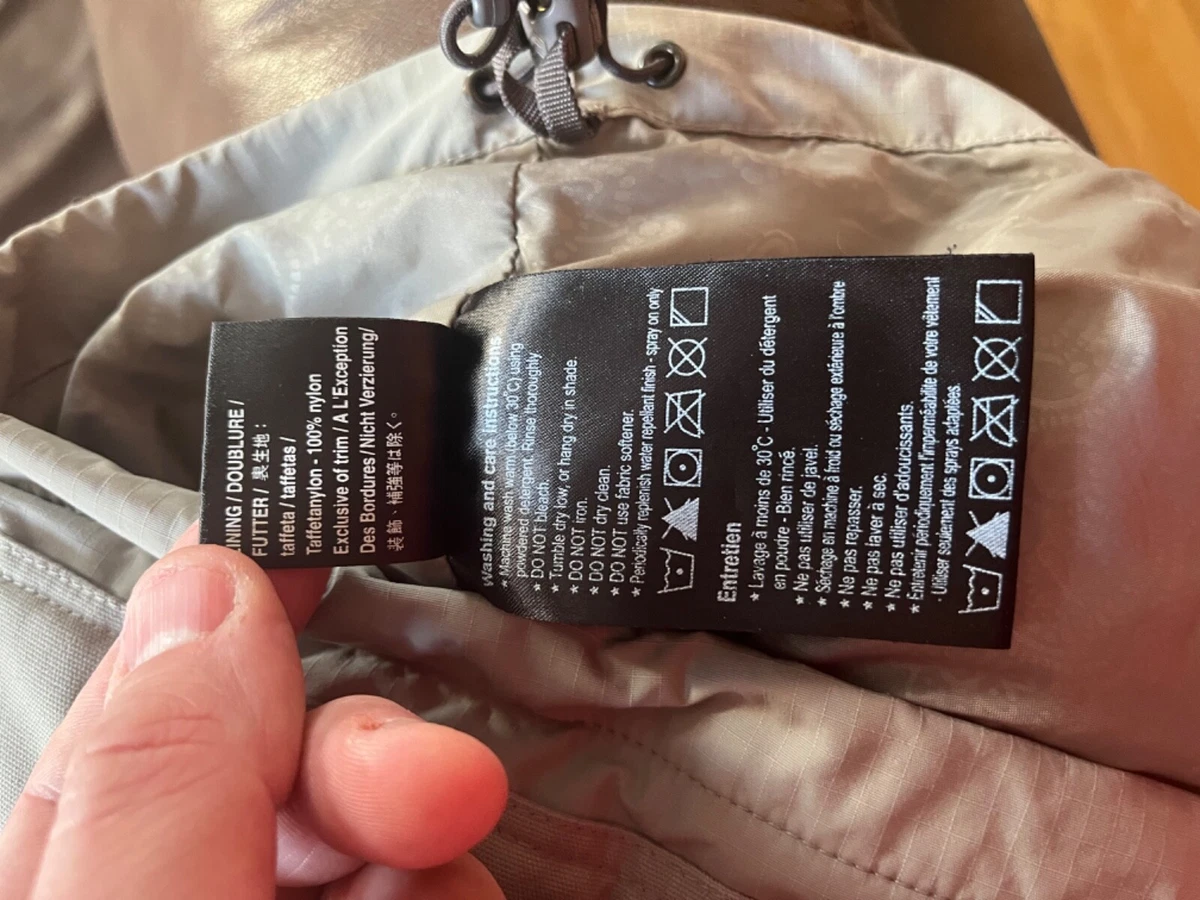 LINING / DOUBLURE /
FUTTER / 裏生地：
taffeta / taffetas /
Taffetanylon - 100% nylon
Exclusive of trim / A L'Exception
Des Bordures / Nicht Verzierung/
装飾、補強等は除く。
Washing and care instructions
* Machine wash warm (below 30°C) using
powdered detergent. Rinse thoroughly.
* DO NOT bleach.
* Tumble dry low, or hang dry in shade.
* DO NOT iron.
* DO NOT dry clean.
* DO NOT use fabric softener.
* Periodically replenish water repellant finish - spray on only
Entretien
* Lavage à moins de 30°C - Utiliser du détergent
en poudre - Bien rincé.
* Ne pas utiliser de javel.
* Séchage en machine à froid ou séchage extérieure à l'ombre
* Ne pas repasser.
* Ne pas laver à sec.
* Ne pas utiliser d'adoucissants.
* Entretenir périodiquement l'imperméabilité de votre vêtement
- Utiliser seulement des sprays adaptées.